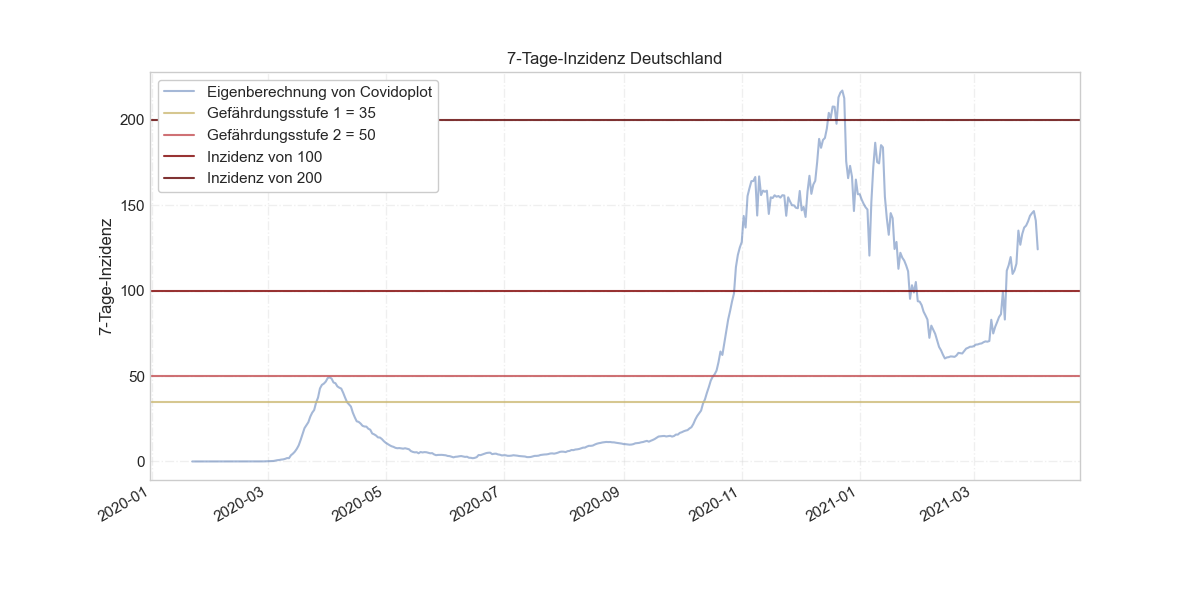 7-Tage-Inzidenz Deutschland
Eigenberechnung von Covidoplot
Gefährdungsstufe 1 = 35
Gefährdungsstufe 2 = 50
Inzidenz von 100
Inzidenz von 200
7-Tage-Inzidenz
200
150
100
50
0
2020-01
2020-03
2020-05
2020-07
2020-09
2020-11
2021-01
2021-03